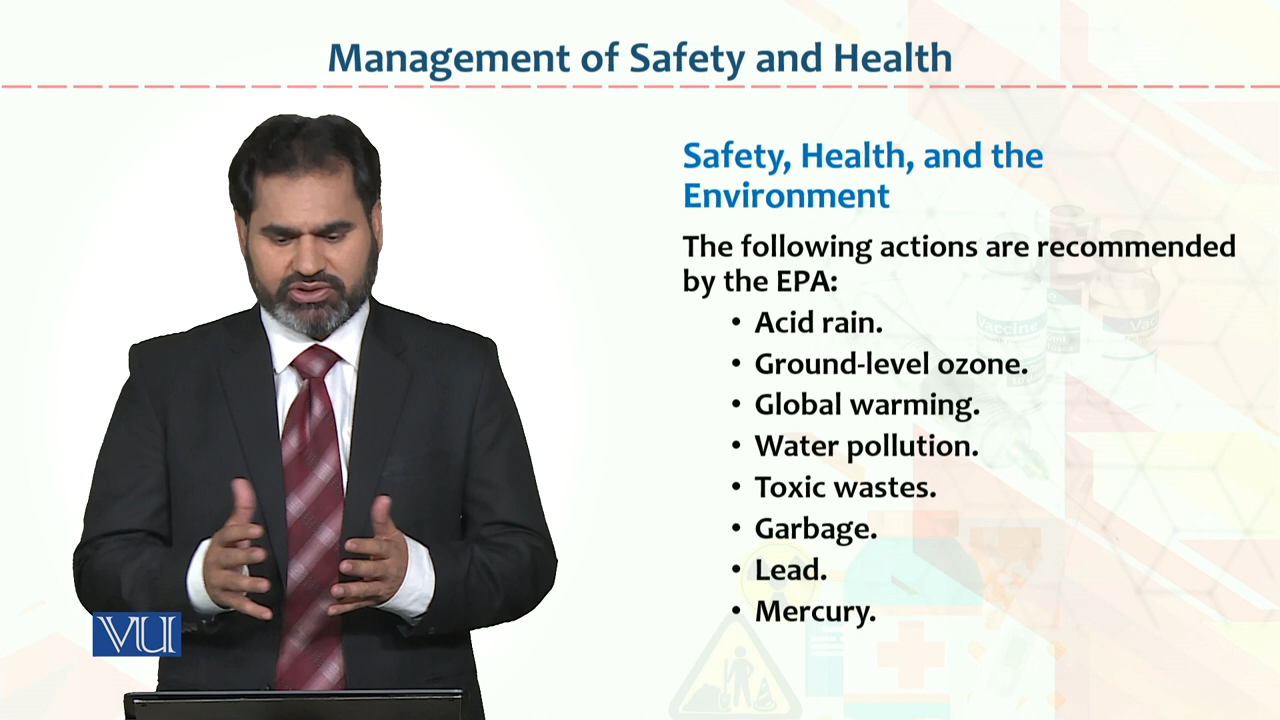 Management of Safety and Health
Safety, Health, and the
Environment
The following actions are recommended
by the EPA:
• Acid rain.
• Ground-level ozone.
• Global warming.
• Water pollution.
• Toxic wastes.
• Garbage.
• Lead.
• Mercury.
VU
Vaccine